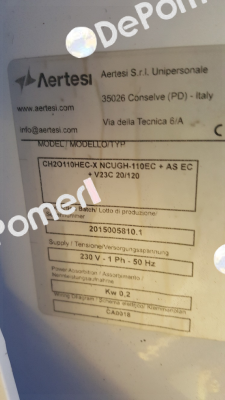 DePom
Aertesi
Aertesi S.r.l. Unipersonale
www.aertesi.com
35026 Conselve (PD) - Italy
info@aertesi.com
Via della Tecnica 6/A
MODEL / MODELLO/TYP
CH2O110HEC-X NCUGH-110EC + AS EC
+ V23C 20/120
Batch/ Lotto di produzione/
2015005810.1
Supply / Tensione/Versorgungsspannung
230 V - 1 Ph - 50 Hz
Kw 0,2
CA0318